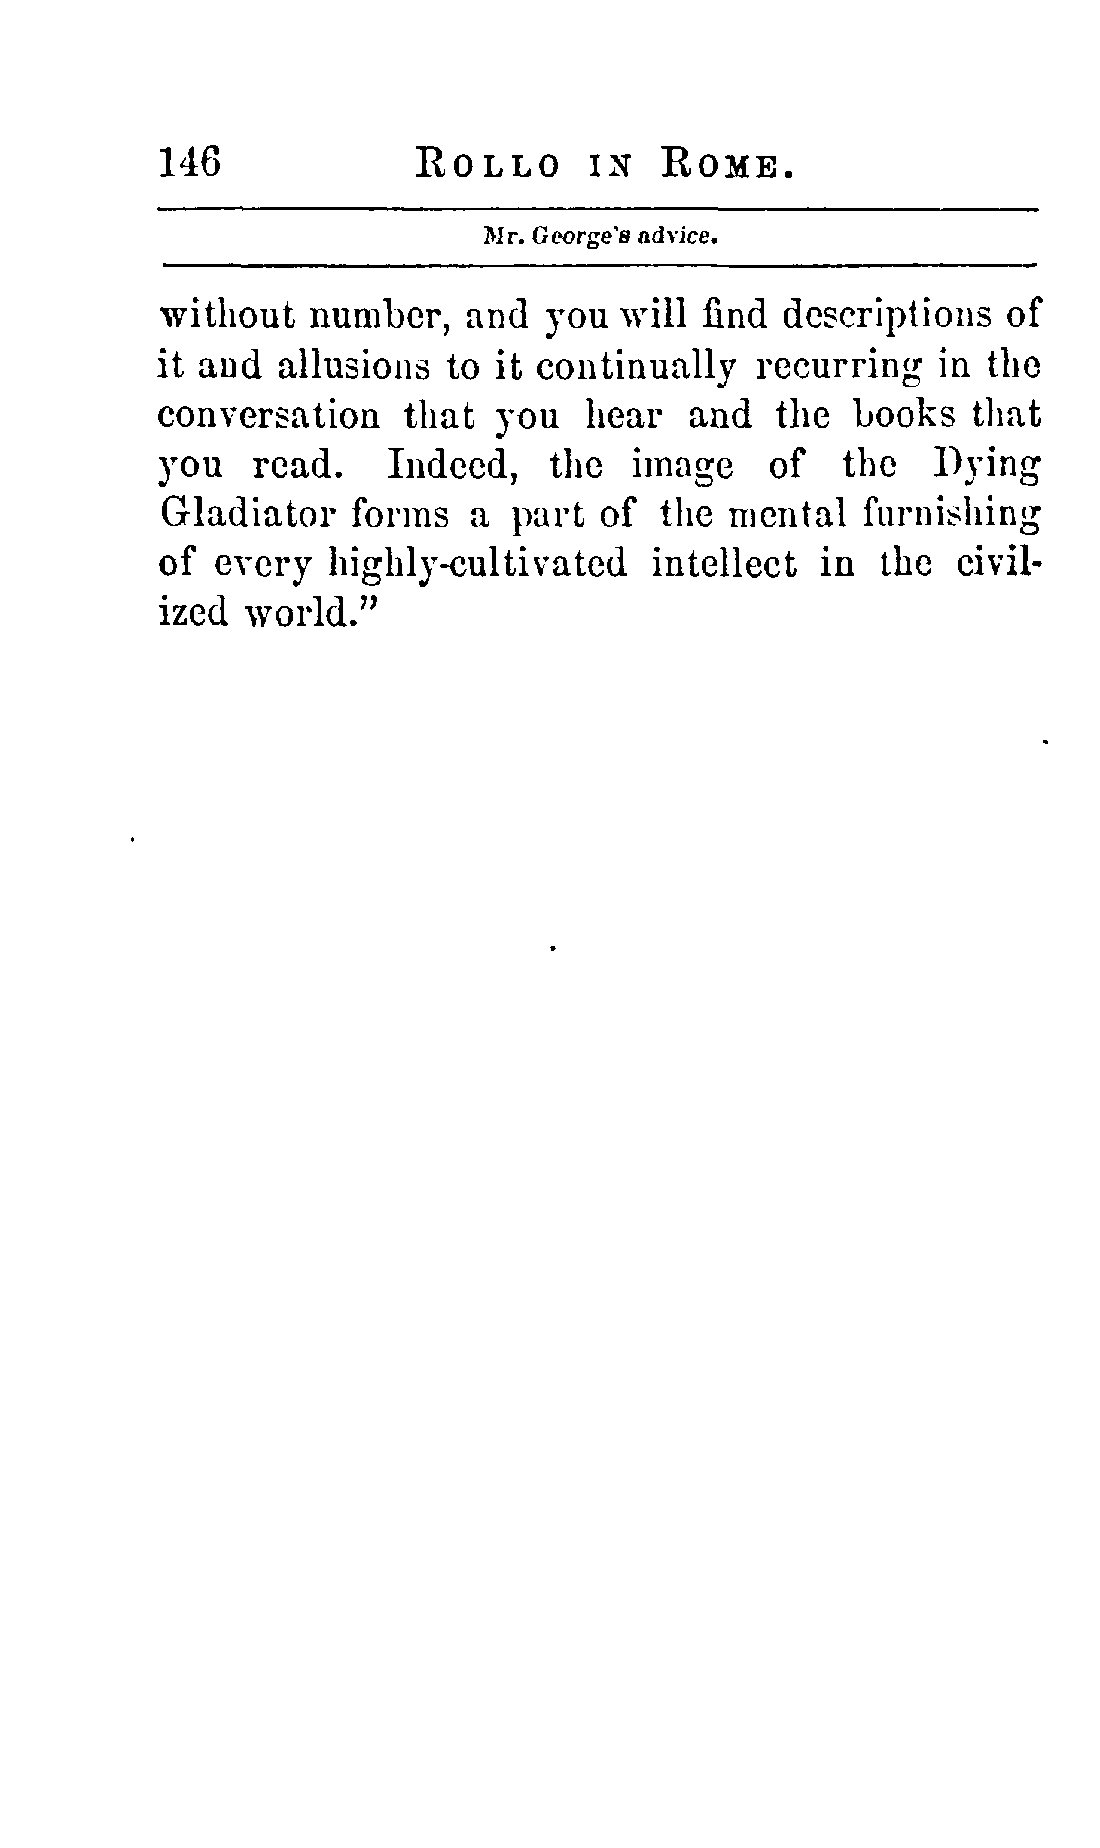 146 ROLLO IN ROME.
Mr. George's advice.
without number, and you will find descriptions of
it and allusions to it continually recurring in the
conversation that you hear and the books that
you read. Indeed, the image of the Dying
Gladiator forms a part of the mental furnishing
of every highly-cultivated intellect in the civil-
ized world."